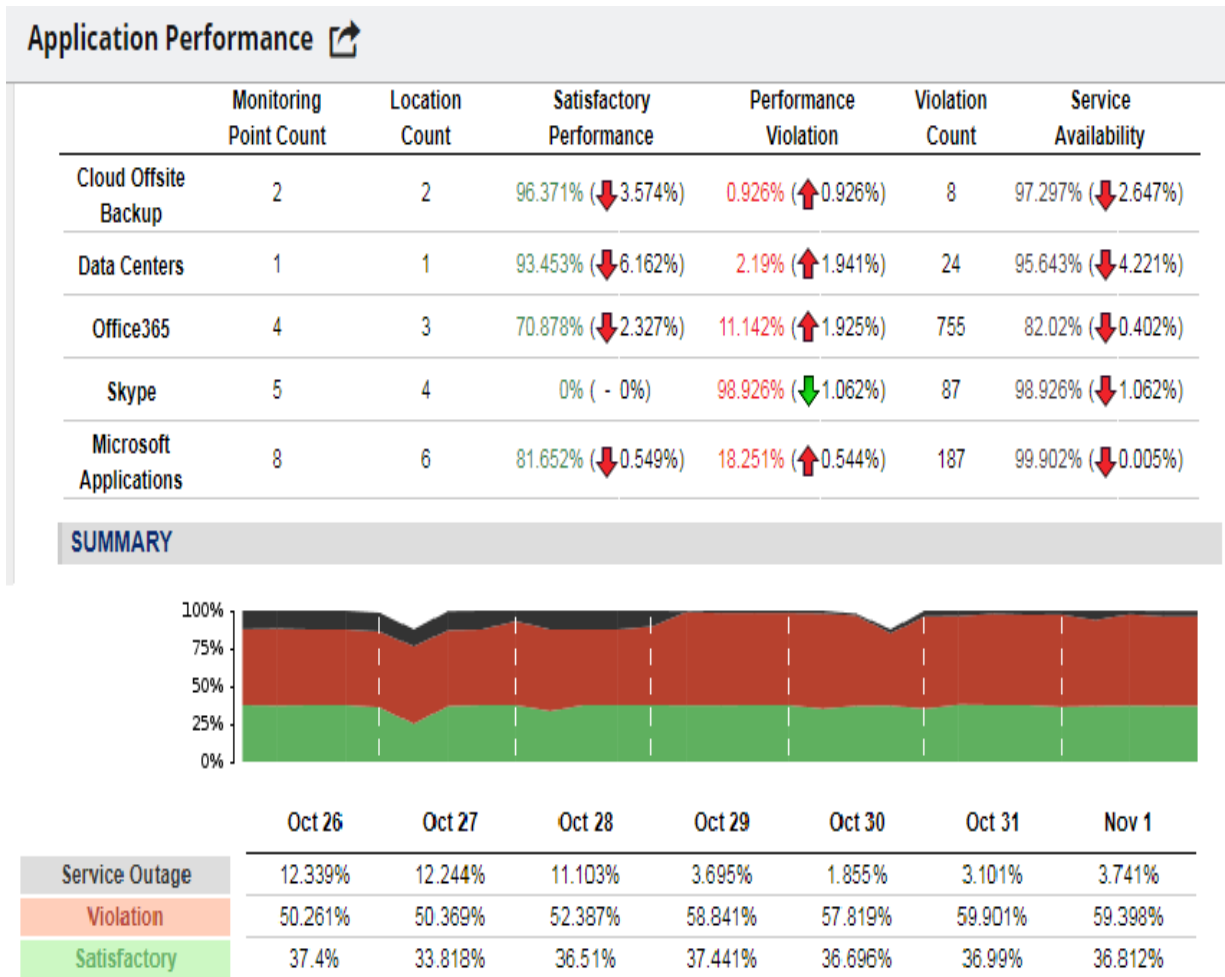 Application Performance
Monitoring Point Count Location Count Satisfactory Performance Performance Violation Violation Count Service Availability
Cloud Offsite Backup 2 2 96.371% (3.574%) 0.926% (0.926%) 8 97.297% (2.647%)
Data Centers 1 1 93.453% (6.162%) 2.19% (1.941%) 24 95.643% (4.221%)
Office365 4 3 70.878% (2.327%) 11.142% (1.925%) 755 82.02% (0.402%)
Skype 5 4 0% ( - 0%) 98.926% (1.062%) 87 98.926% (1.062%)
Microsoft Applications 8 6 81.652% (0.549%) 18.251% (0.544%) 187 99.902% (0.005%)
SUMMARY
100%
75%
50%
25%
0%
Oct 26 Oct 27 Oct 28 Oct 29 Oct 30 Oct 31 Nov 1
Service Outage 12.339% 12.244% 11.103% 3.695% 1.855% 3.101% 3.741%
Violation 50.261% 50.369% 52.387% 58.841% 57.819% 59.901% 59.398%
Satisfactory 37.4% 33.818% 36.51% 37.441% 36.696% 36.99% 36.812%